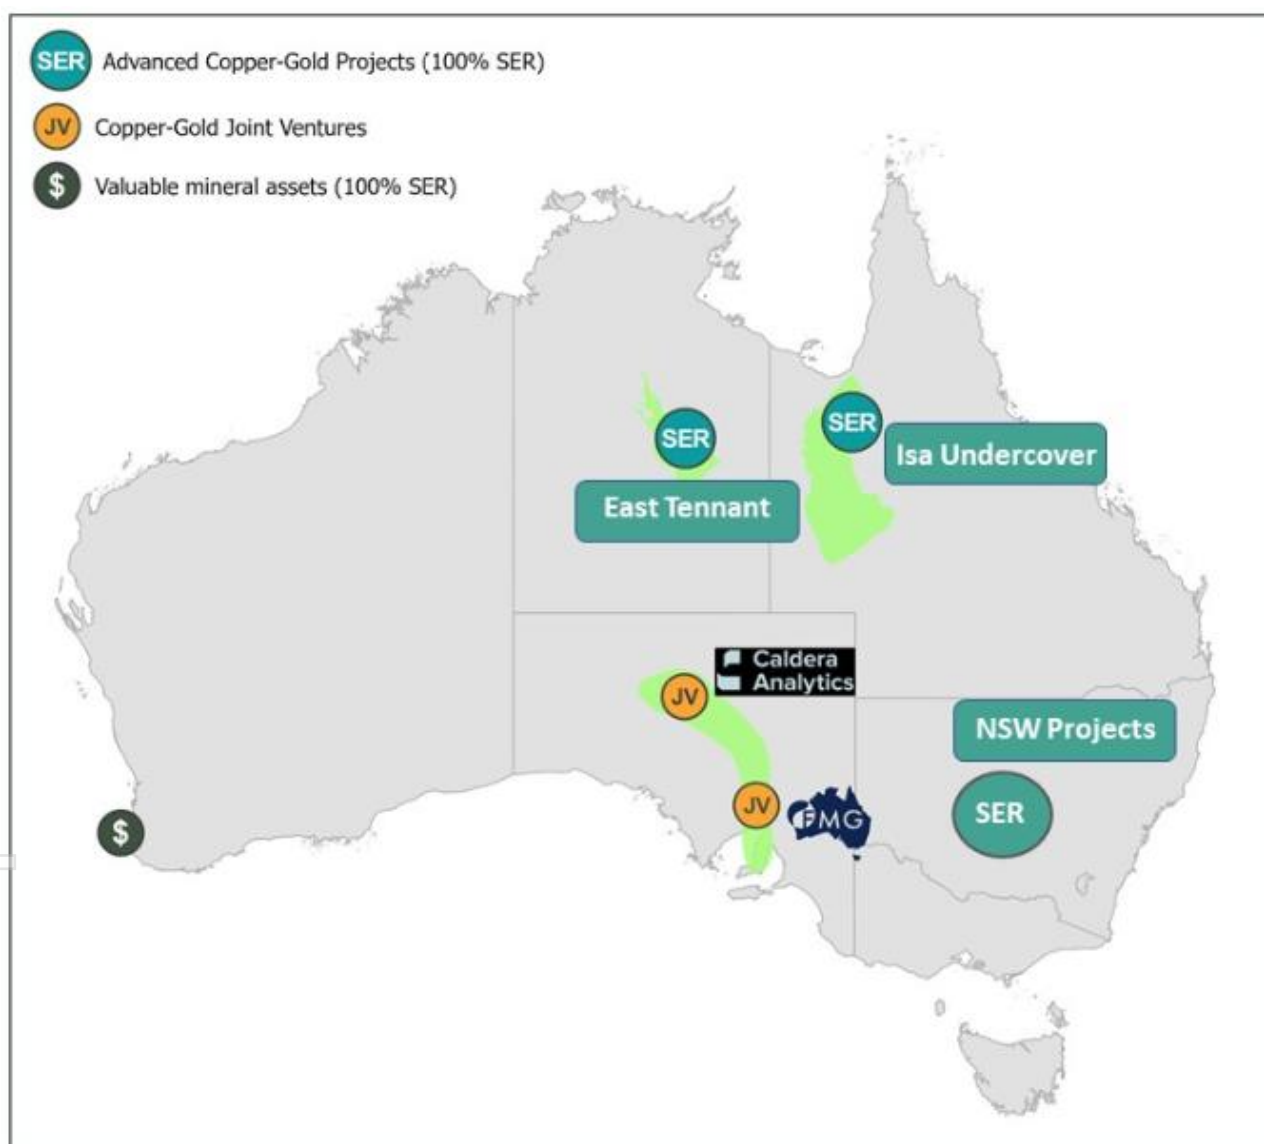 SER Advanced Copper-Gold Projects (100% SER)
JV Copper-Gold Joint Ventures
$ Valuable mineral assets (100% SER)
SER
SER
Isa Undercover
East Tennant
Caldera
Analytics
JV
NSW Projects
JV
FMG
SER
$